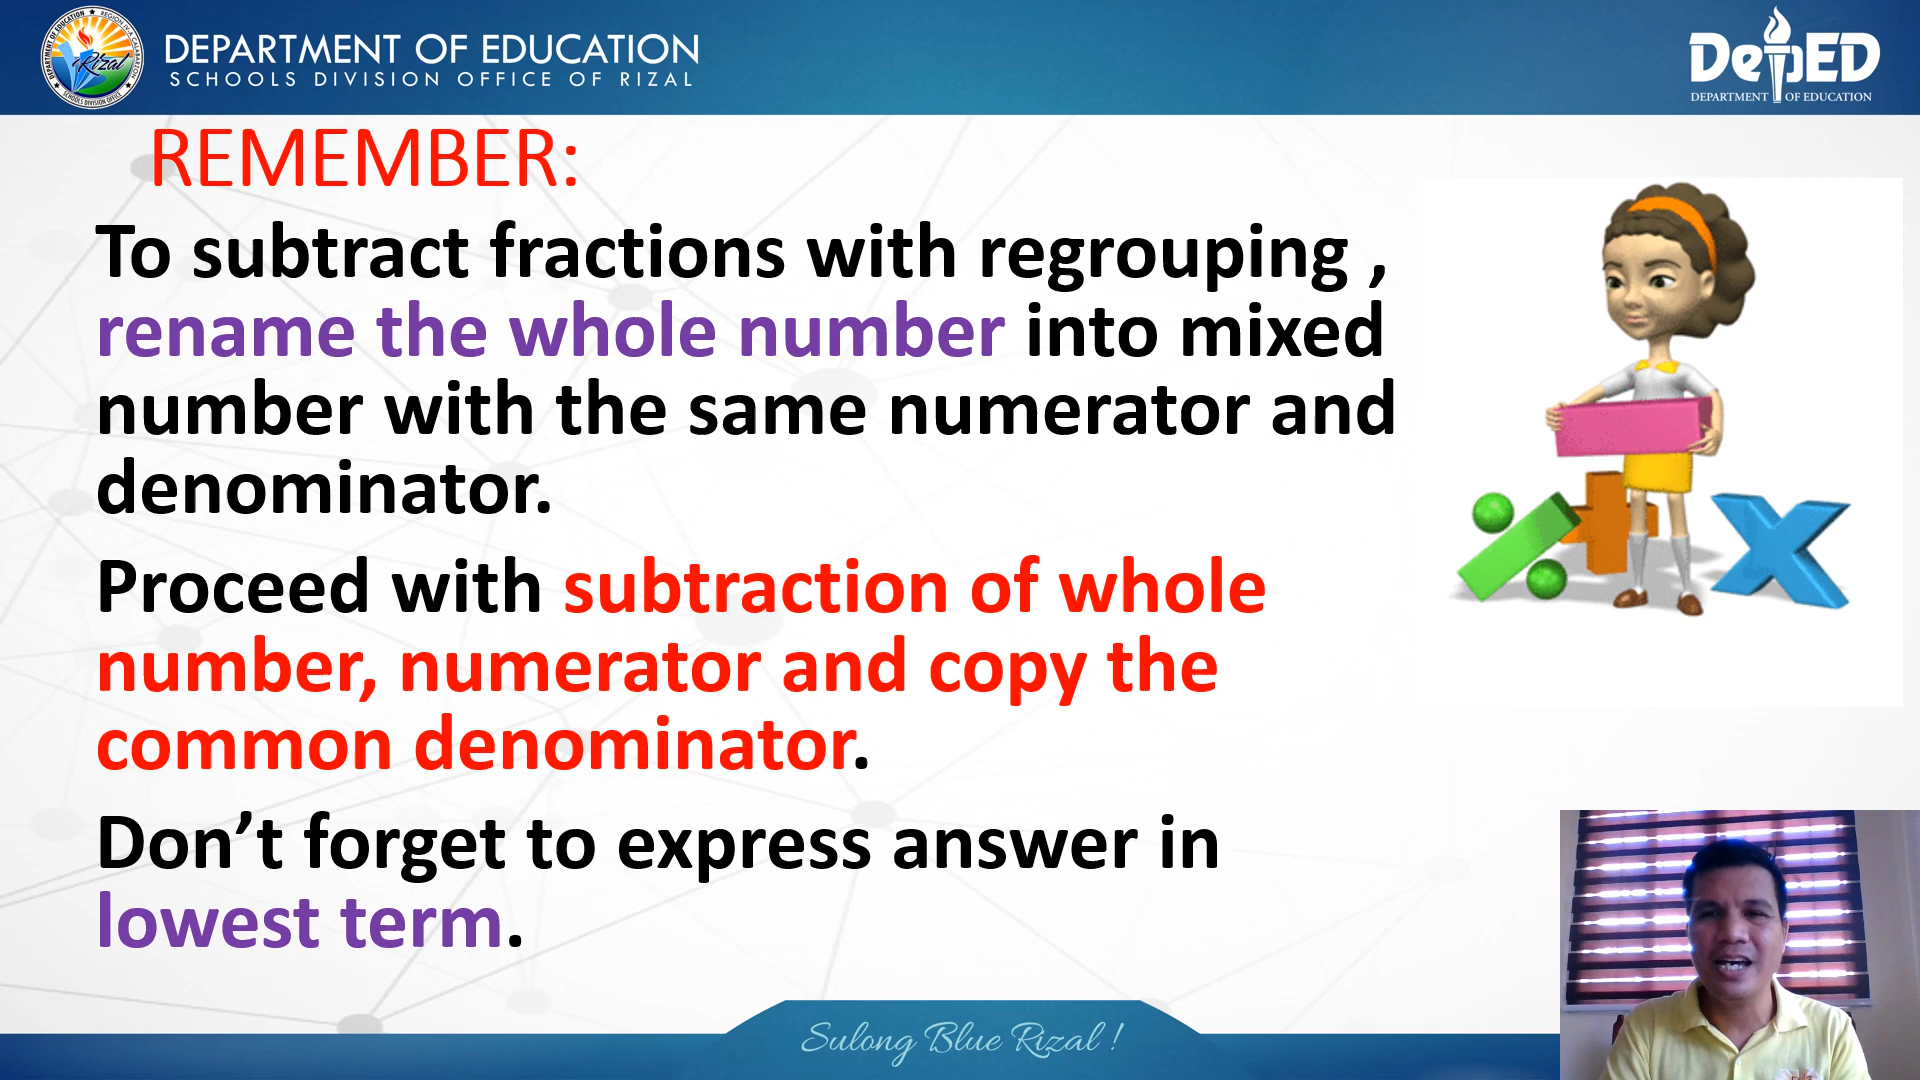 DEPARTMENT OF EDUCATION
SCHOOLS DIVISION OFFICE OF RIZAL
Rizal
DepED
DEPARTMENT OF EDUCATION
REMEMBER:
To subtract fractions with regrouping ,
rename the whole number into mixed
number with the same numerator and
denominator.
Proceed with subtraction of whole
number, numerator and copy the
common denominator.
Don’t forget to express answer in
lowest term.
Sulong Blue Rizal !